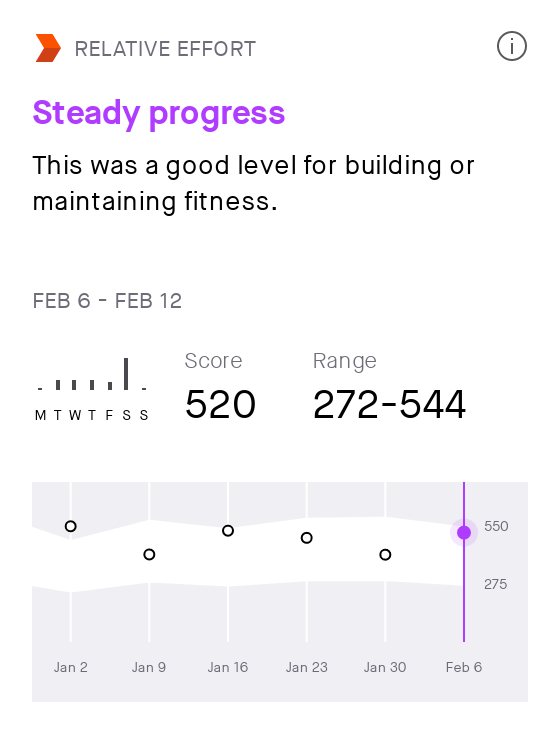 RELATIVE EFFORT
Steady progress
This was a good level for building or
maintaining fitness.
FEB 6 - FEB 12
Score
Range
520
272-544
M T W T F S S
550
275
Jan 2
Jan 9
Jan 16
Jan 23
Jan 30
Feb 6